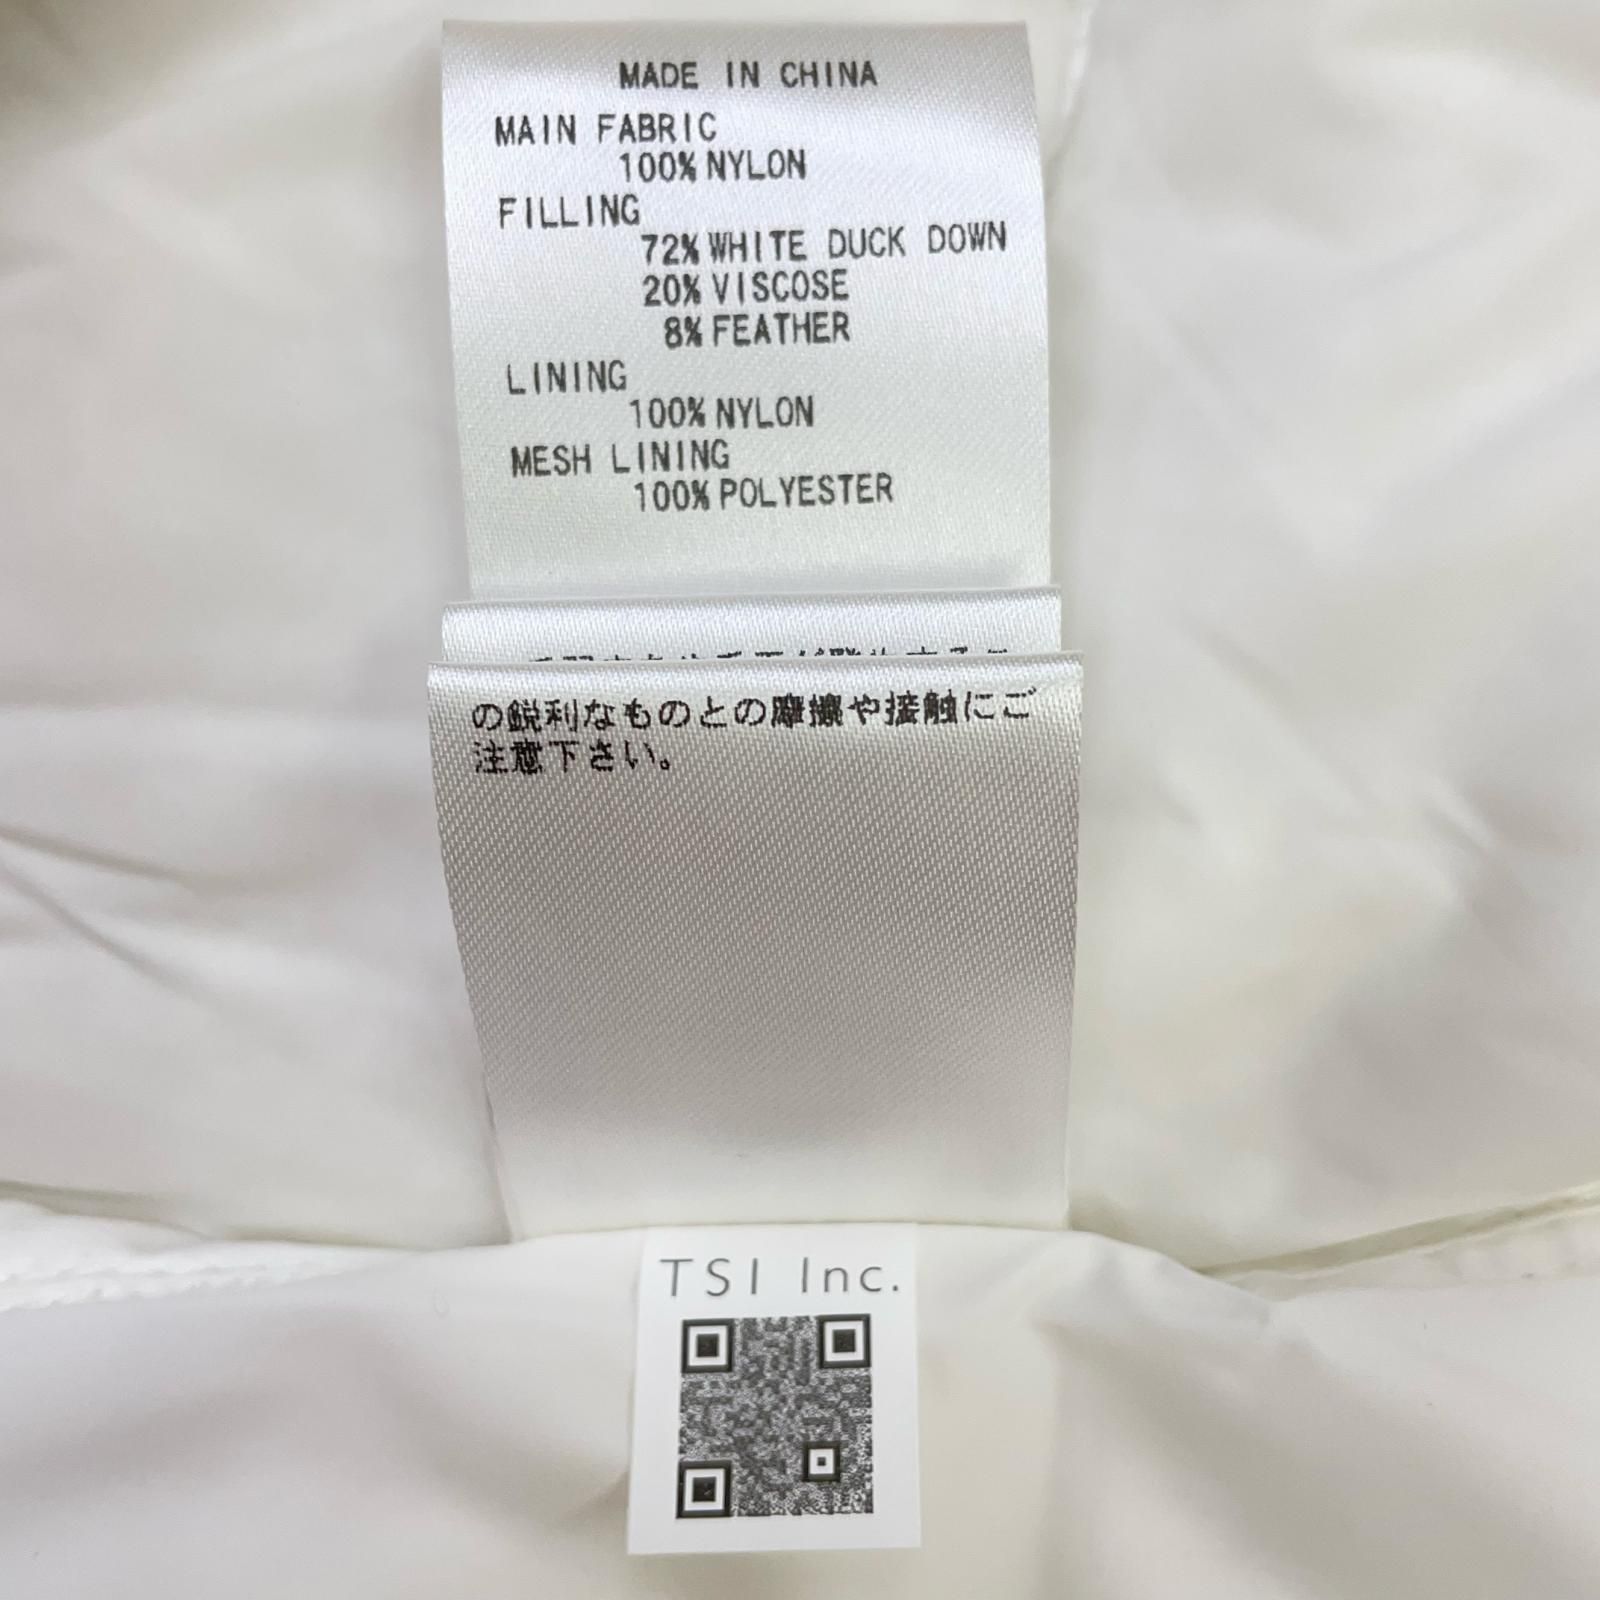 MADE IN CHINA
MAIN FABRIC
100% NYLON
FILLING
72% WHITE DUCK DOWN
20% VISCOSE
8% FEATHER
LINING
100% NYLON
MESH LINING
100% POLYESTER
の鋭利なものとの摩擦や接触にご
注意下さい。
TSI Inc.